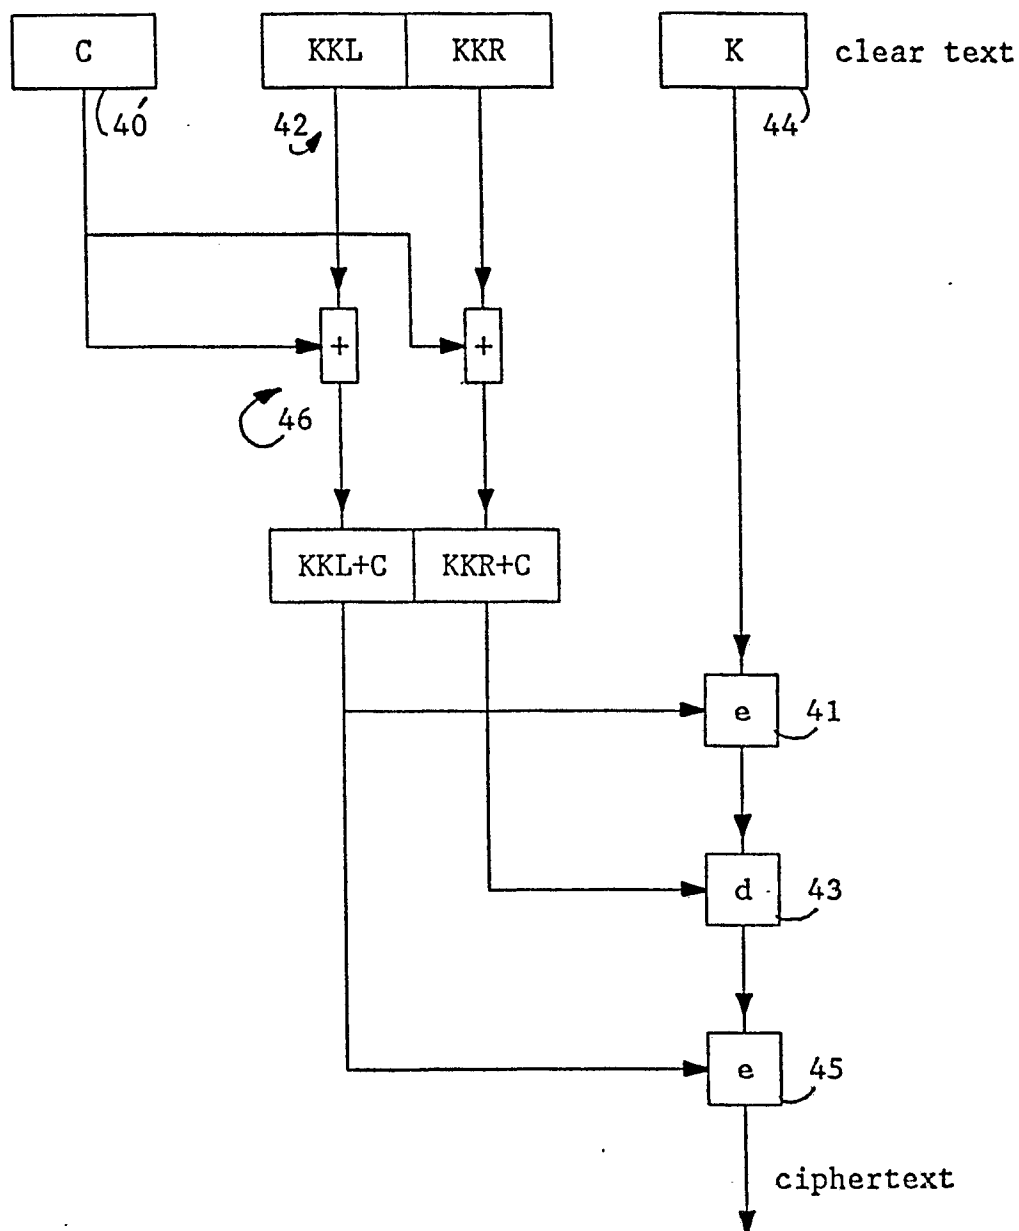 C KKL KKR K clear text
40' 42 44
+ +
46
KKL+C KKR+C
e 41
d 43
e 45
ciphertext